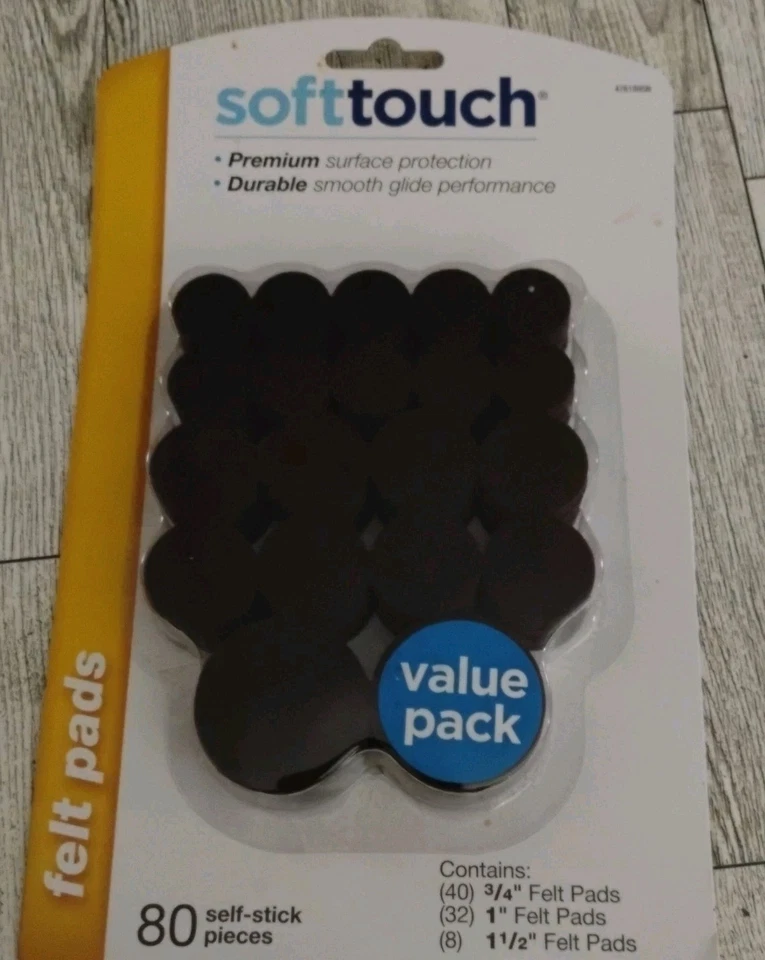 softtouch®
• Premium surface protection
• Durable smooth glide performance
value
pack
felt pads
80 self-stick
pieces
Contains:
(40) 3/4" Felt Pads
(32) 1" Felt Pads
(8) 1 1/2" Felt Pads